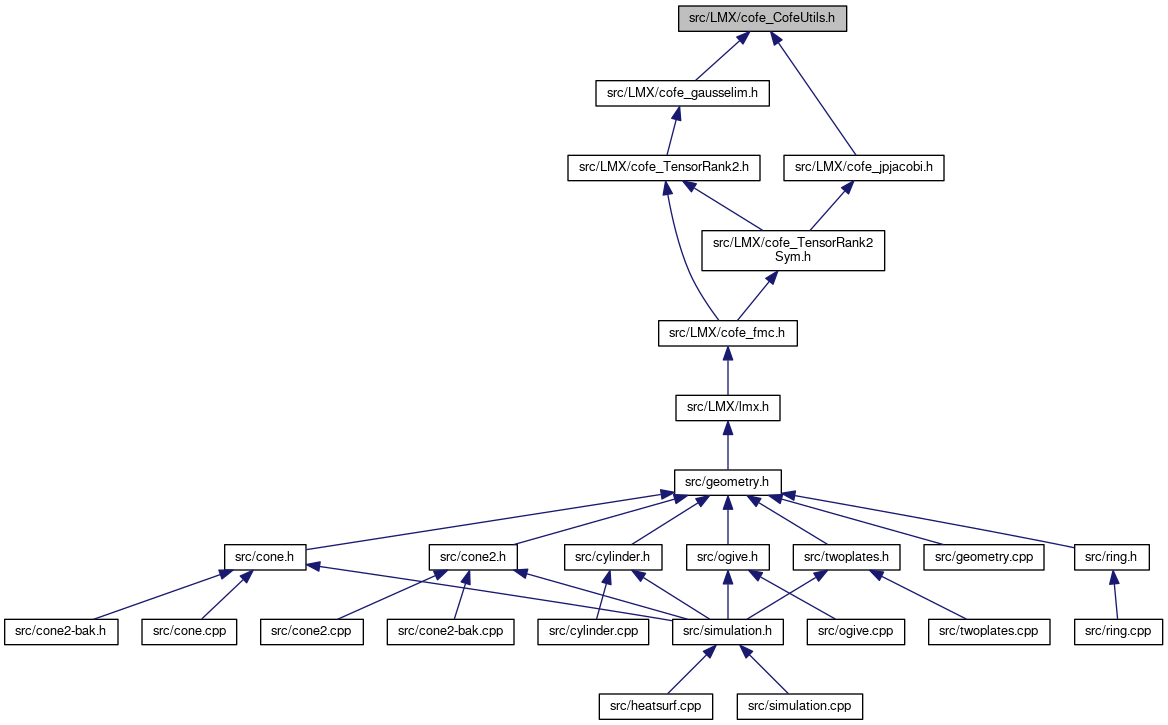 src/LMX/cofe_CofeUtils.h
src/LMX/cofe_gausselim.h
src/LMX/cofe_TensorRank2.h
src/LMX/cofe_jpjacobi.h
src/LMX/cofe_TensorRank2
Sym.h
src/LMX/cofe_fmc.h
src/LMX/lmx.h
src/geometry.h
src/cone.h
src/cone2.h
src/cylinder.h
src/ogive.h
src/twoplates.h
src/geometry.cpp
src/ring.h
src/cone2-bak.h
src/cone.cpp
src/cone2.cpp
src/cone2-bak.cpp
src/cylinder.cpp
src/simulation.h
src/ogive.cpp
src/twoplates.cpp
src/ring.cpp
src/heatsurf.cpp
src/simulation.cpp